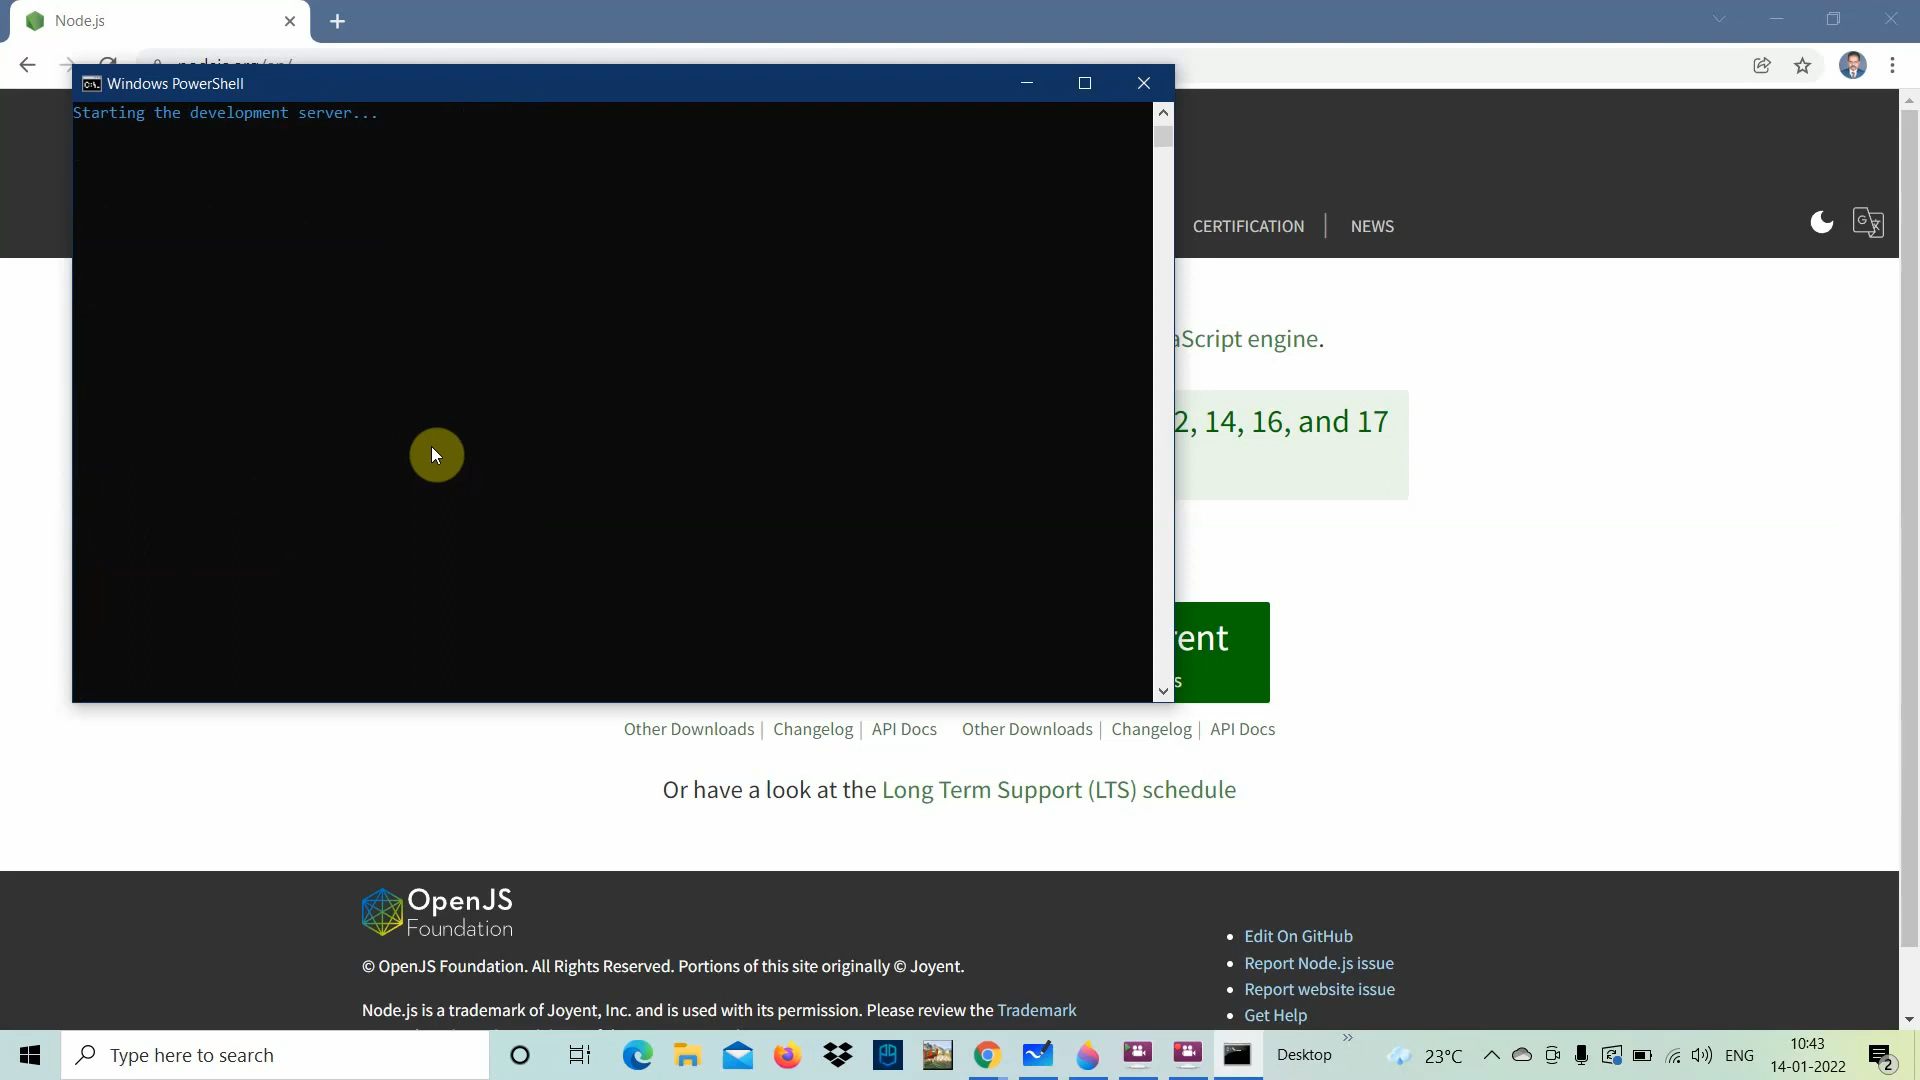 Node.js
Windows PowerShell
Starting the development server...
CERTIFICATION | NEWS
aScript engine.
2, 14, 16, and 17
rent
s
Other Downloads | Changelog | API Docs Other Downloads | Changelog | API Docs
Or have a look at the Long Term Support (LTS) schedule
OpenJS
Foundation
© OpenJS Foundation. All Rights Reserved. Portions of this site originally © Joyent.
Node.js is a trademark of Joyent, Inc. and is used with its permission. Please review the Trademark
Edit On GitHub
Report Node.js issue
Report website issue
Get Help
Type here to search
Desktop
23°C
ENG
10:43
14-01-2022
2